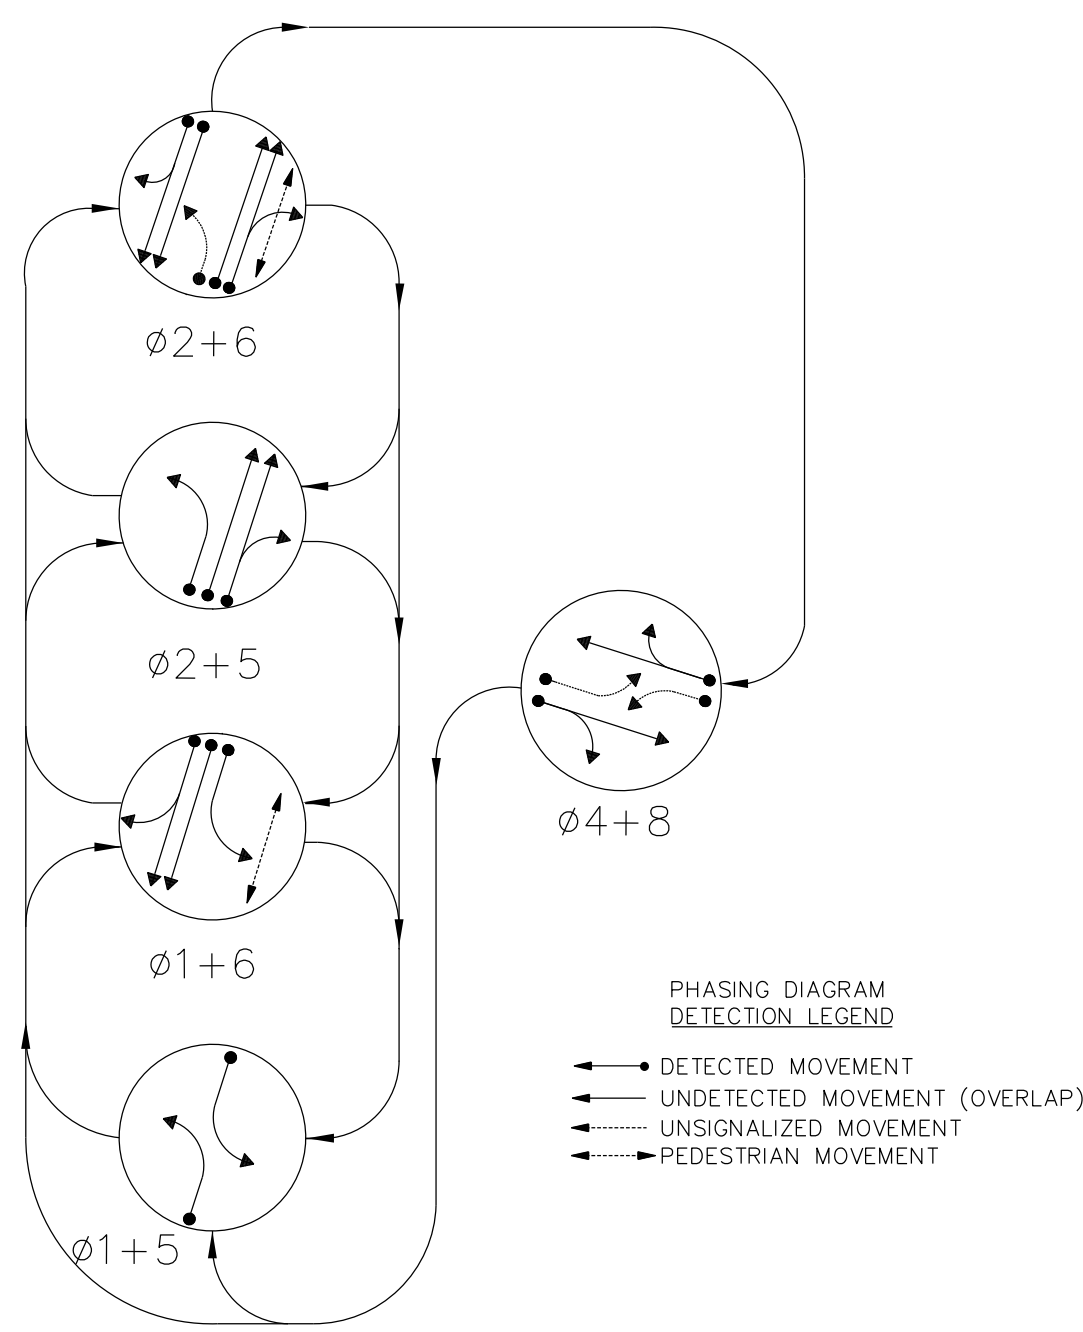 ø2+6
ø2+5
ø4+8
ø1+6
PHASING DIAGRAM
DETECTION LEGEND
DETECTED MOVEMENT
UNDETECTED MOVEMENT (OVERLAP)
UNSIGNALIZED MOVEMENT
PEDESTRIAN MOVEMENT
ø1+5